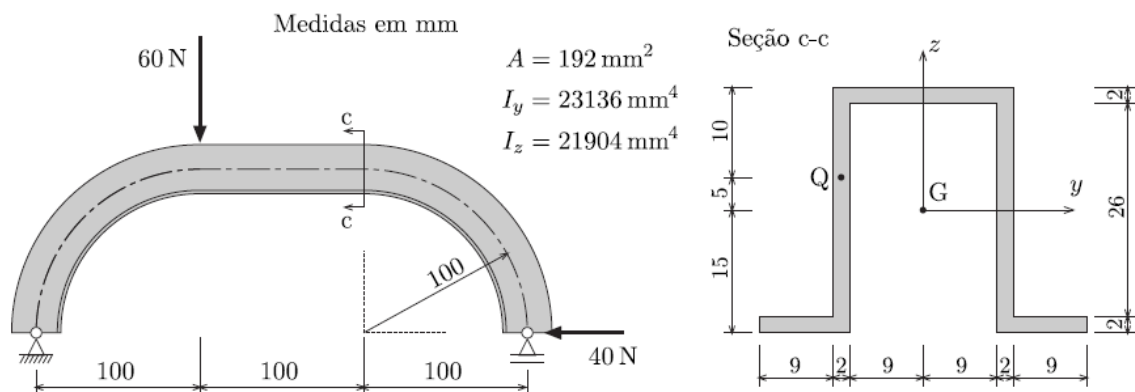 Medidas em mm
60 N
A = 192 mm²
I_y = 23136 mm⁴
I_z = 21904 mm⁴
c
c
100
40 N
100
100
100
Seção c-c
z
2
10
Q
5
G
y
26
15
2
9
2
9
9
2
9